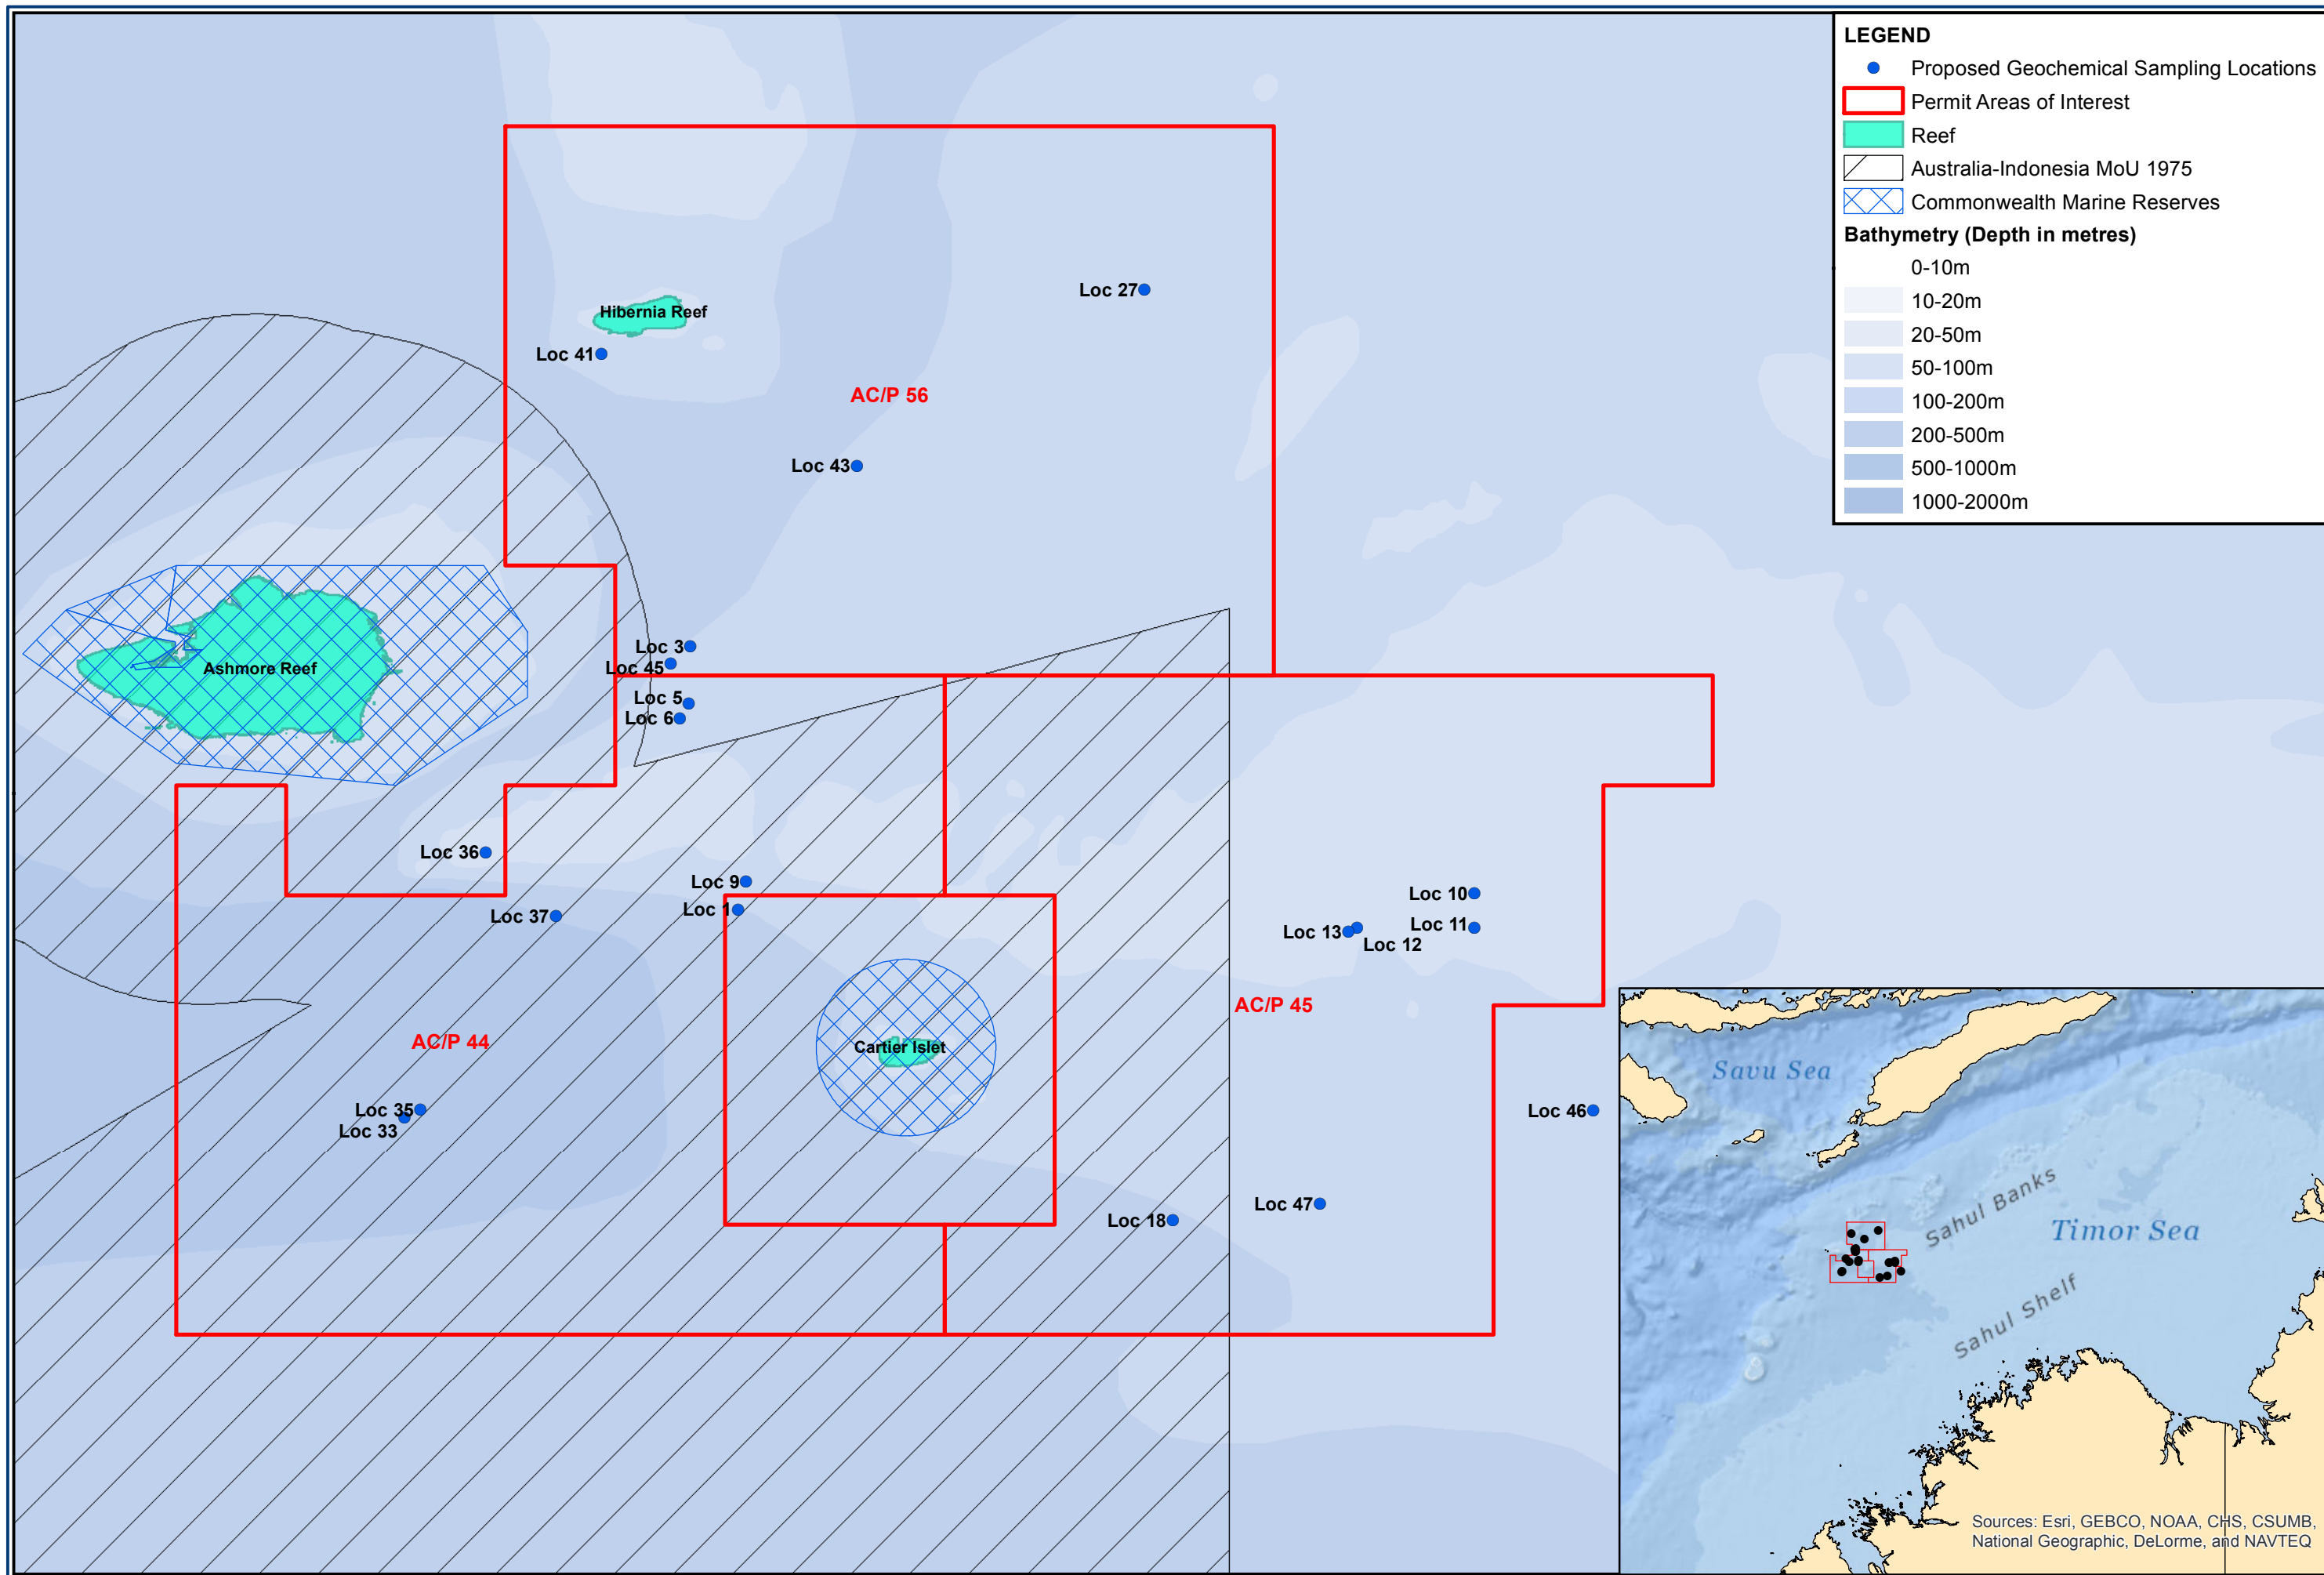 LEGEND
Proposed Geochemical Sampling Locations
Permit Areas of Interest
Reef
Australia-Indonesia MoU 1975
Commonwealth Marine Reserves
Bathymetry (Depth in metres)
0-10m
10-20m
20-50m
50-100m
100-200m
200-500m
500-1000m
1000-2000m
Loc 27
Hibernia Reef
Loc 41
AC/P 56
Loc 43
Loc 3
Loc 45
Ashmore Reef
Loc 5
Loc 6
Loc 36
Loc 9
Loc 1
Loc 37
Loc 10
Loc 11
Loc 13
Loc 12
AC/P 45
AC/P 44
Cartier Islet
Loc 35
Loc 33
Loc 46
Loc 47
Loc 18
Savu Sea
Sahul Banks
Timor Sea
Sahul Shelf
Sources: Esri, GEBCO, NOAA, CHS, CSUMB,
National Geographic, DeLorme, and NAVTEQ